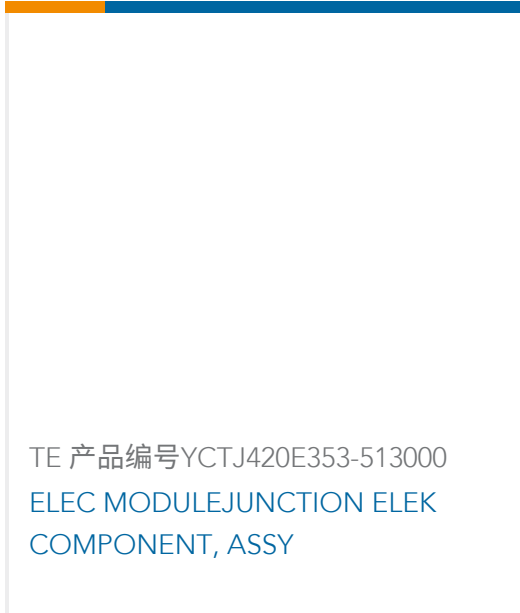 TE 产品编号YCTJ420E353-513000
ELEC MODULEJUNCTION ELEK
COMPONENT, ASSY